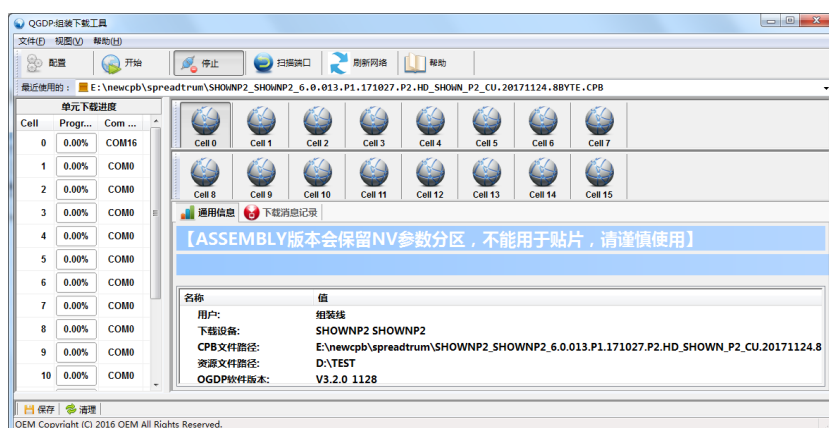 QGDP:组装下载工具
文件(F) 视图(V) 帮助(H)
配置 开始 停止 扫描端口 刷新网络 帮助
最近使用的： E:\newcpb\spreadtrum\SHOWNP2_SHOWNP2_6.0.013.P1.171027.P2.HD_SHOWN_P2_CU.20171124.8BYTE.CPB
单元下载进度
Cell Progr... Com ...
0 0.00% COM16
1 0.00% COM0
2 0.00% COM0
3 0.00% COM0
4 0.00% COM0
5 0.00% COM0
6 0.00% COM0
7 0.00% COM0
8 0.00% COM0
9 0.00% COM0
10 0.00% COM0
Cell 0 Cell 1 Cell 2 Cell 3 Cell 4 Cell 5 Cell 6 Cell 7
Cell 8 Cell 9 Cell 10 Cell 11 Cell 12 Cell 13 Cell 14 Cell 15
通用信息 下载消息记录
【ASSEMBLY版本会保留NV参数分区，不能用于贴片，请谨慎使用】
名称 值
用户: 组装线
下载设备: SHOWNP2 SHOWNP2
CPB文件路径: E:\newcpb\spreadtrum\SHOWNP2_SHOWNP2_6.0.013.P1.171027.P2.HD_SHOWN_P2_CU.20171124.8
资源文件路径: D:\TEST
QGDP软件版本: V3.2.0_1128
保存 清理
OEM Copyright (C) 2016 OEM All Rights Reserved.